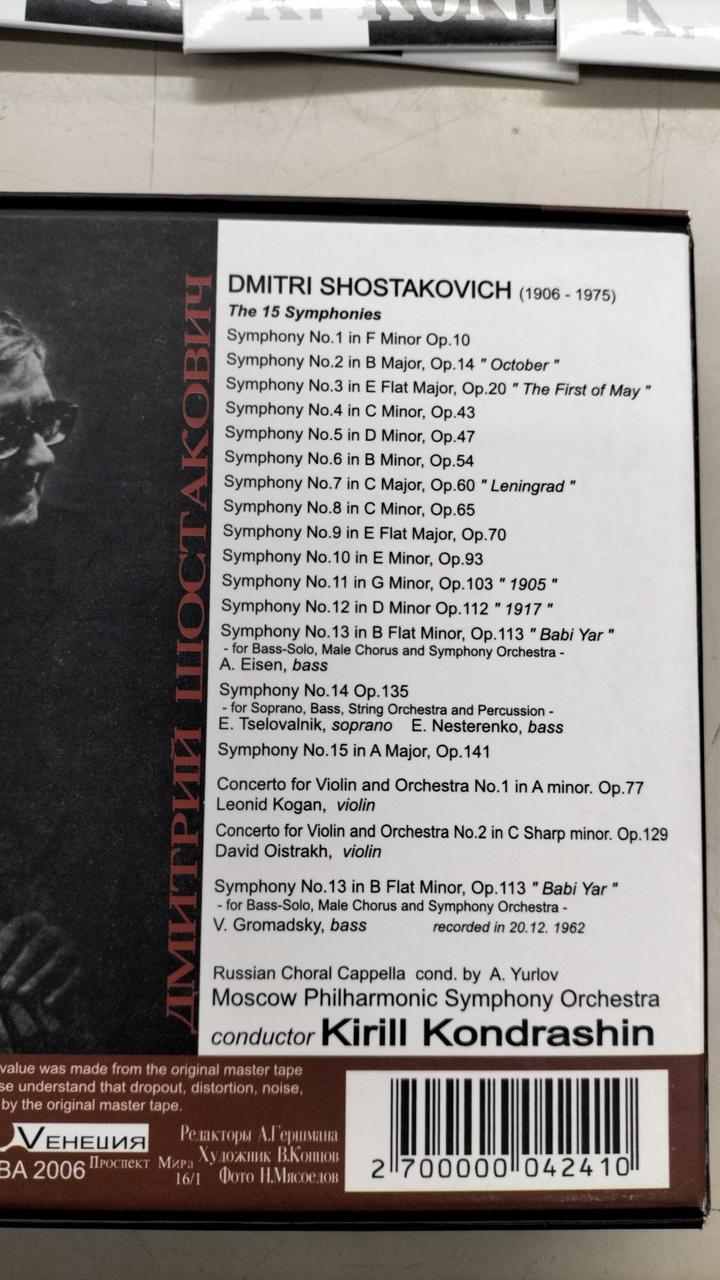 K. KOND
K.
ДМИТРИЙ ШОСТАКОВИЧ
DMITRI SHOSTAKOVICH (1906 - 1975)
The 15 Symphonies
Symphony No.1 in F Minor Op.10
Symphony No.2 in B Major, Op.14 " October "
Symphony No.3 in E Flat Major, Op.20 " The First of May "
Symphony No.4 in C Minor, Op.43
Symphony No.5 in D Minor, Op.47
Symphony No.6 in B Minor, Op.54
Symphony No.7 in C Major, Op.60 " Leningrad "
Symphony No.8 in C Minor, Op.65
Symphony No.9 in E Flat Major, Op.70
Symphony No.10 in E Minor, Op.93
Symphony No.11 in G Minor, Op.103 " 1905 "
Symphony No.12 in D Minor Op.112 " 1917 "
Symphony No.13 in B Flat Minor, Op.113 " Babi Yar "
- for Bass-Solo, Male Chorus and Symphony Orchestra -
A. Eisen, bass
Symphony No.14 Op.135
- for Soprano, Bass, String Orchestra and Percussion -
E. Tselovalnik, soprano E. Nesterenko, bass
Symphony No.15 in A Major, Op.141
Concerto for Violin and Orchestra No.1 in A minor. Op.77
Leonid Kogan, violin
Concerto for Violin and Orchestra No.2 in C Sharp minor. Op.129
David Oistrakh, violin
Symphony No.13 in B Flat Minor, Op.113 " Babi Yar "
- for Bass-Solo, Male Chorus and Symphony Orchestra -
V. Gromadsky, bass recorded in 20.12. 1962
Russian Choral Cappella cond. by A. Yurlov
Moscow Philharmonic Symphony Orchestra
conductor Kirill Kondrashin
value was made from the original master tape
se understand that dropout, distortion, noise,
by the original master tape.
ВЕНЕЦИЯ
ВА 2006 Проспект Мира 16/1
Редакторы А.Гершмана
Художник В.Копцов
Фото Н.Мясоедов
2 700000 042410